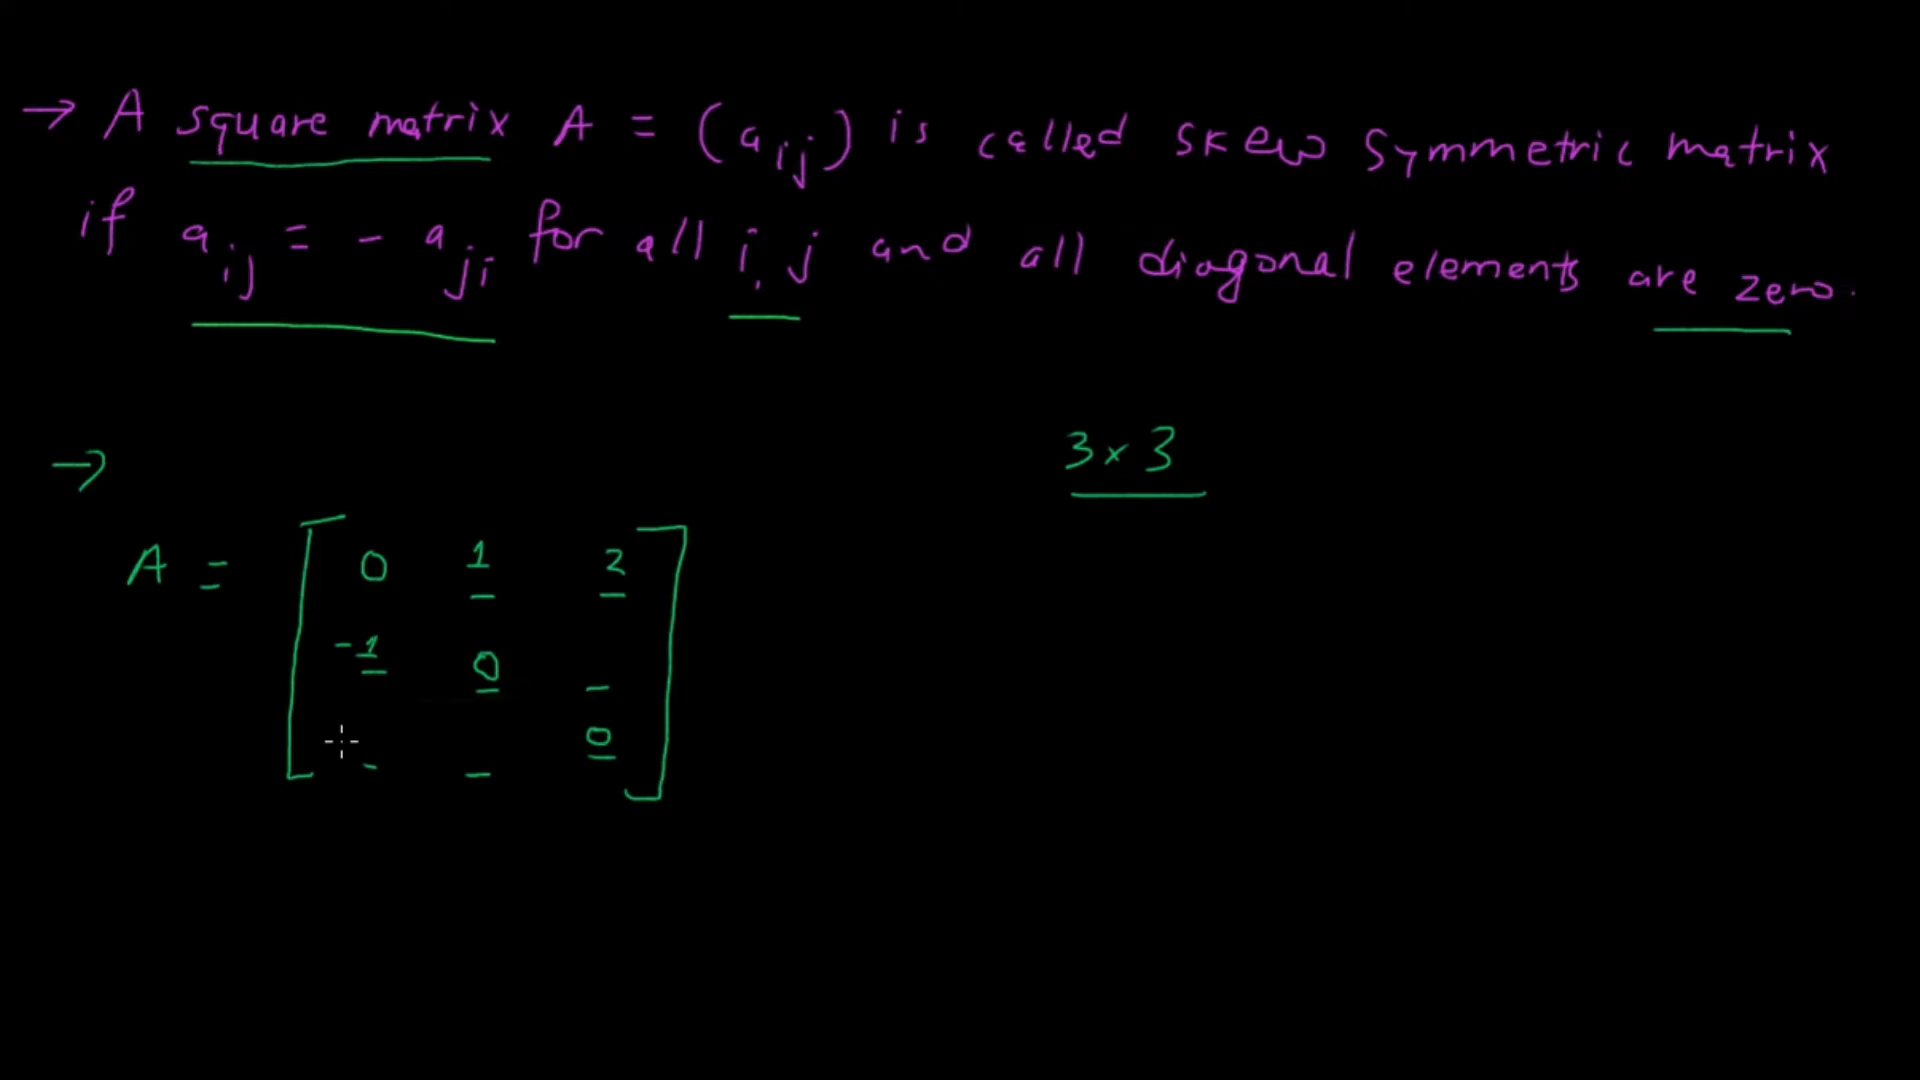 → A square matrix A = (aij) is called skew symmetric matrix
if aij = - aji for all i, j and all diagonal elements are zero.
→
3 x 3
A = [ 0 1 2
-1 0 _
_ _ 0 ]